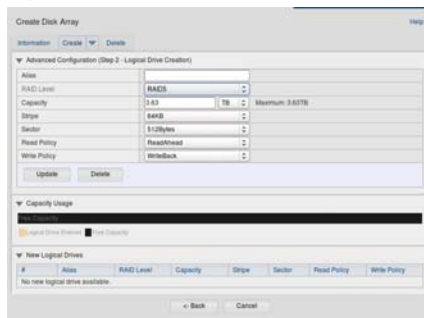 Create Disk Array
Help
Information Create Delete
Advanced Configuration (Step 2 - Logical Drive Creation)
Alias
RAID Level RAID5
Capacity 3.63 TB Maximum: 3.63TB
Stripe 64KB
Sector 512Bytes
Read Policy ReadAhead
Write Policy WriteBack
Update Delete
Capacity Usage
Free Capacity
Logical Drive Existed Free Capacity
New Logical Drives
# Alias RAID Level Capacity Stripe Sector Read Policy Write Policy
No new logical drive available.
< Back Cancel